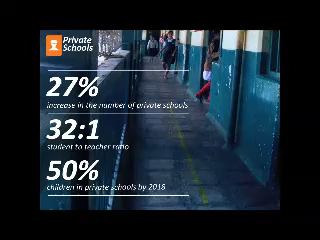 Private
Schools
27%
increase in the number of private schools
32:1
student to teacher ratio
50%
children in private schools by 2018